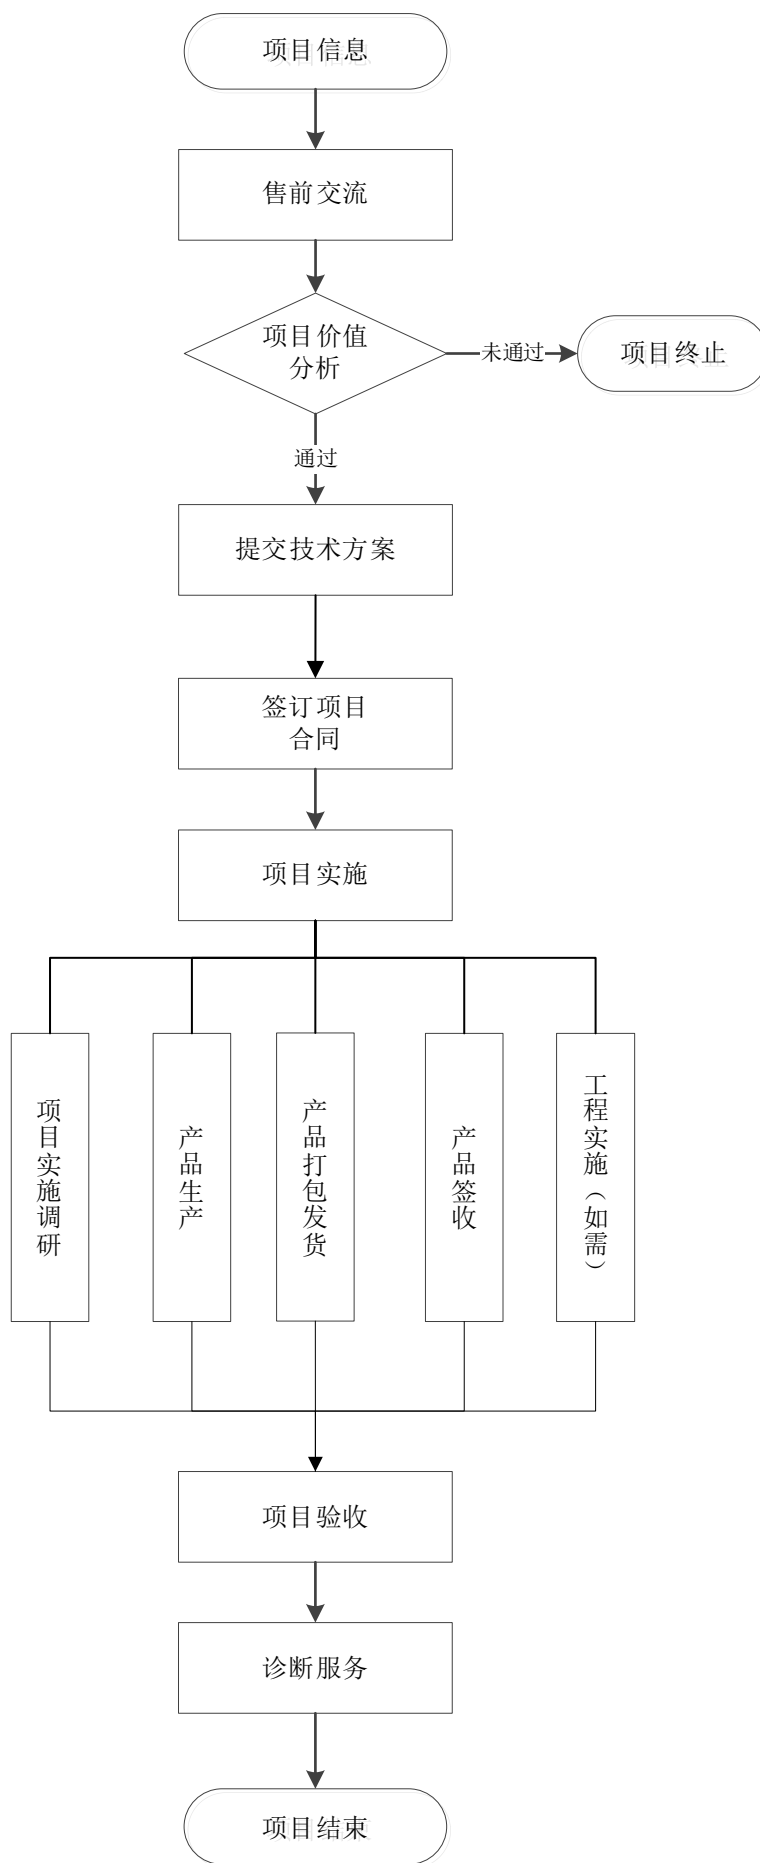 项目信息
售前交流
项目价值
分析
未通过
项目终止
通过
提交技术方案
签订项目
合同
项目实施
项目实施调研
产品生产
产品打包发货
产品签收
工程实施（如需）
项目验收
诊断服务
项目结束